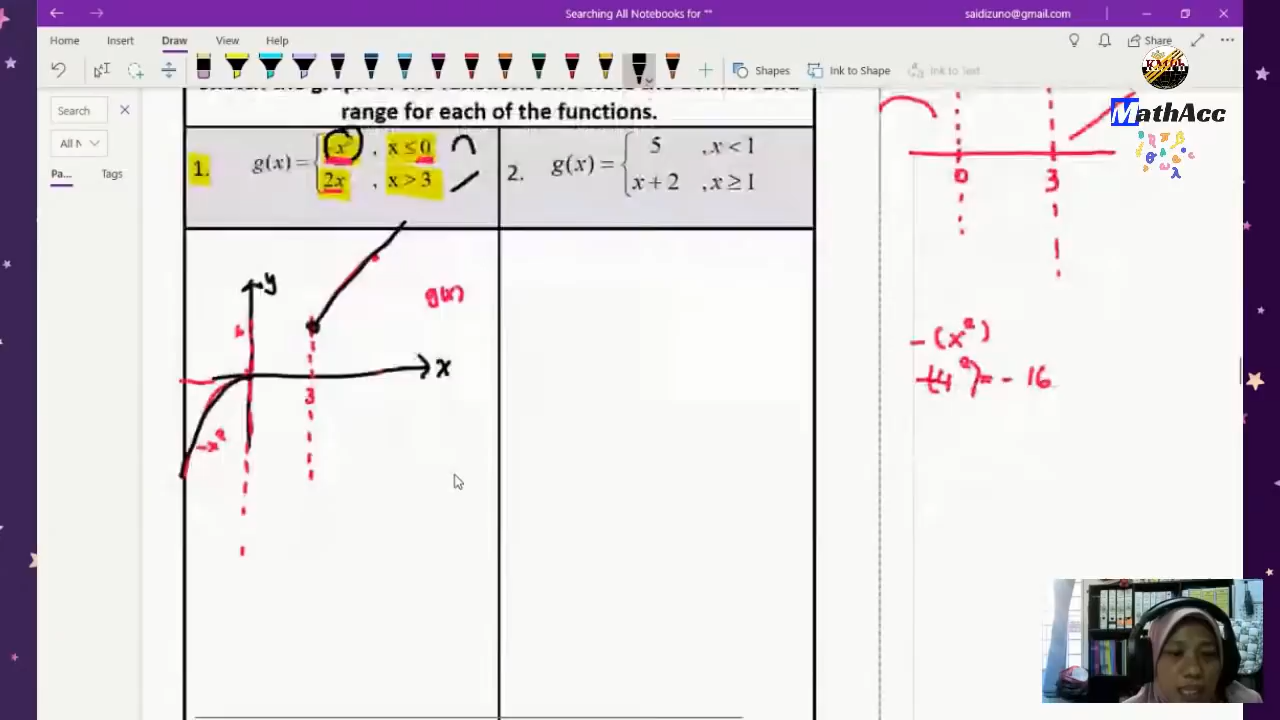 Searching All Notebooks for ""
saidizuno@gmail.com
Home Insert Draw View Help
Share
Shapes
Ink to Shape
Ink to Text
Search
All N
Pa... Tags
range for each of the functions.
1. g(x) = { x² , x ≤ 0
2x , x > 3
2. g(x) = { 5 , x < 1
x + 2 , x ≥ 1
y
g(x)
x
3
-x²
0 3
-(x²)
-(4²) = -16
KMPk
MathAcc